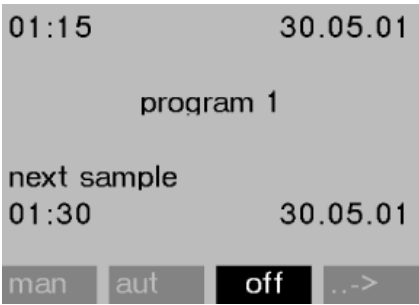 01:15 30.05.01
program 1
next sample
01:30 30.05.01
man aut off ..->